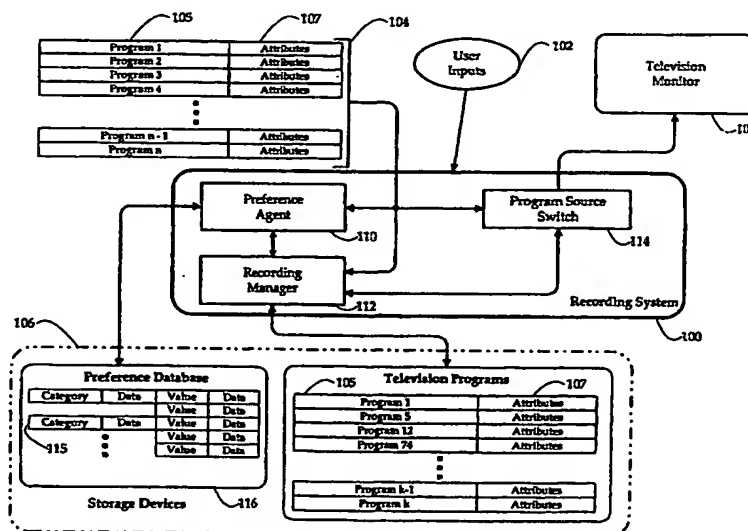 105 107 104
Program 1 Attributes
Program 2 Attributes
Program 3 Attributes
Program 4 Attributes
Program n - 1 Attributes
Program n Attributes
User
Inputs
102
Television
Monitor
10
Preference
Agent
110
Program Source
Switch
114
Recording
Manager
112
Recording System
100
106
Preference Database
Category Data Value Data
Value Data
Category Data Value Data
Value Data
Value Data
115
116
Storage Devices
Television Programs
105 107
Program 1 Attributes
Program 5 Attributes
Program 12 Attributes
Program 74 Attributes
Program k-1 Attributes
Program k Attributes